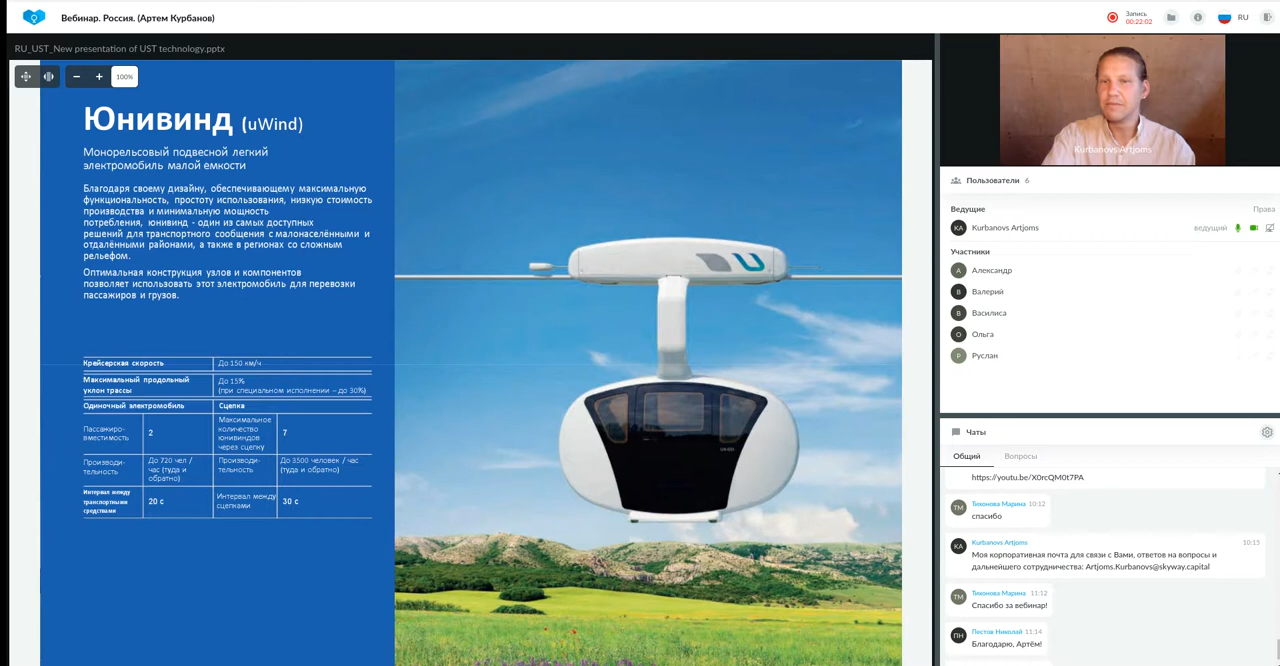 Вебинар. Россия. (Артем Курбанов)
Запись
00:22:02
RU
RU_UST_New presentation of UST technology.pptx
100%
Юнивинд (uWind)
Монорельсовый подвесной легкий
электромобиль малой емкости
Благодаря своему дизайну, обеспечивающему максимальную
функциональность, простоту использования, низкую стоимость
производства и минимальную мощность
потребления, юнивинд - один из самых доступных
решений для транспортного сообщения с малонаселёнными и
отдалёнными районами, а также в регионах со сложным
рельефом.
Оптимальная конструкция узлов и компонентов
позволяет использовать этот электромобиль для перевозки
пассажиров и грузов.
Крейсерская скорость До 150 км/ч
Максимальный продольный
уклон трассы
До 15%
(при специальном исполнении – до 30%)
Одиночный электромобиль Сцепка
Пассажиро-
вместимость
2
Максимальное
количество
юнивиндов
через сцепку
7
Производи-
тельность
До 720 чел /
час (туда и
обратно)
Производи-
тельность
До 3500 человек / час
(туда и обратно)
Интервал между
транспортными
средствами
20 с
Интервал между
сцепками
30 с
Kurbanovs Artjoms
Пользователи 6
Ведущие Права
KA Kurbanovs Artjoms ведущий
Участники
А Александр
В Валерий
В Василиса
О Ольга
Р Руслан
Чаты
Общий Вопросы
https://youtu.be/X0rcQM0t7PA
ТМ Тихонова Марина 10:12
спасибо
KA Kurbanovs Artjoms 10:15
Моя корпоративная почта для связи с Вами, ответов на вопросы и
дальнейшего сотрудничества: Artjoms.Kurbanovs@skyway.capital
ТМ Тихонова Марина 11:12
Спасибо за вебинар!
ПН Пестов Николай 11:14
Благодарю, Артём!